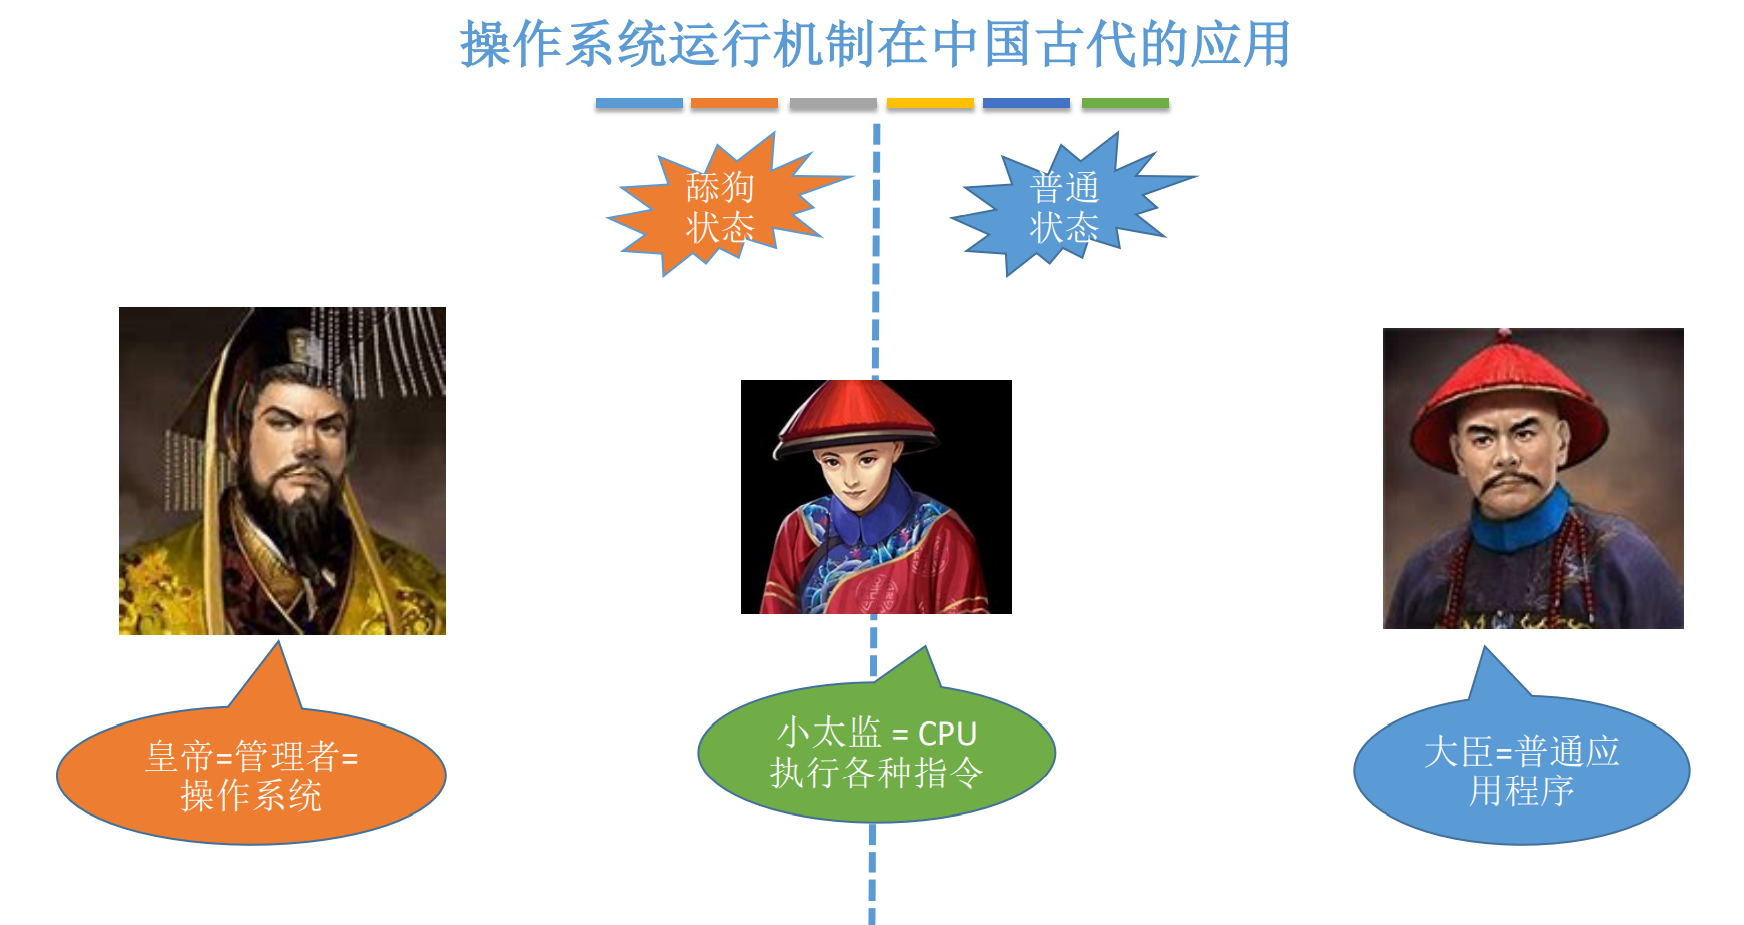 操作系统运行机制在中国古代的应用
舔狗
状态
普通
状态
皇帝=管理者=
操作系统
小太监 = CPU
执行各种指令
大臣=普通应
用程序